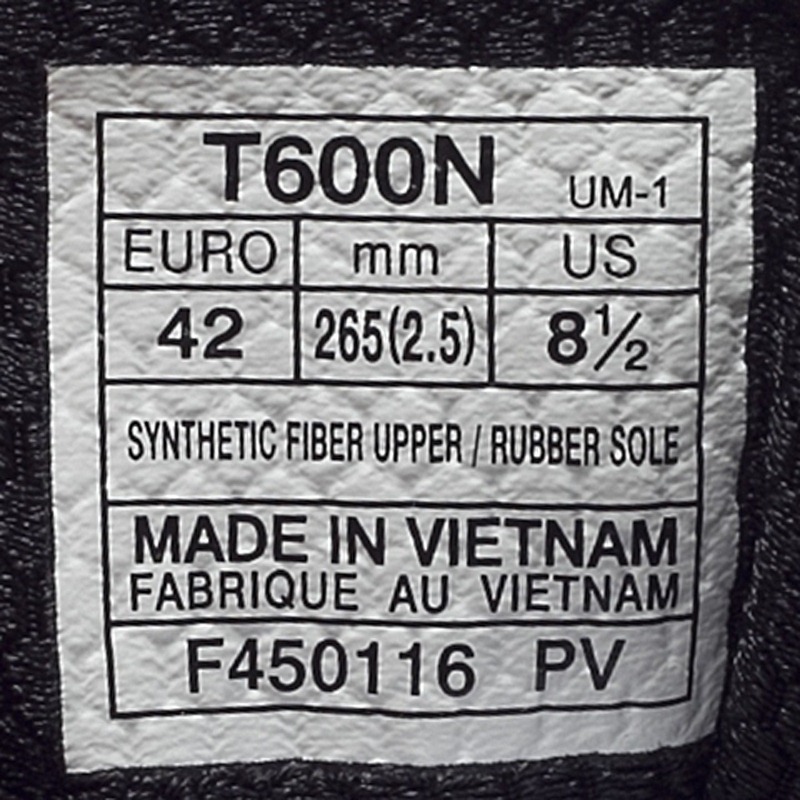 T600N UM-1
EURO mm US
42 265(2.5) 8½
SYNTHETIC FIBER UPPER / RUBBER SOLE
MADE IN VIETNAM
FABRIQUE AU VIETNAM
F450116 PV